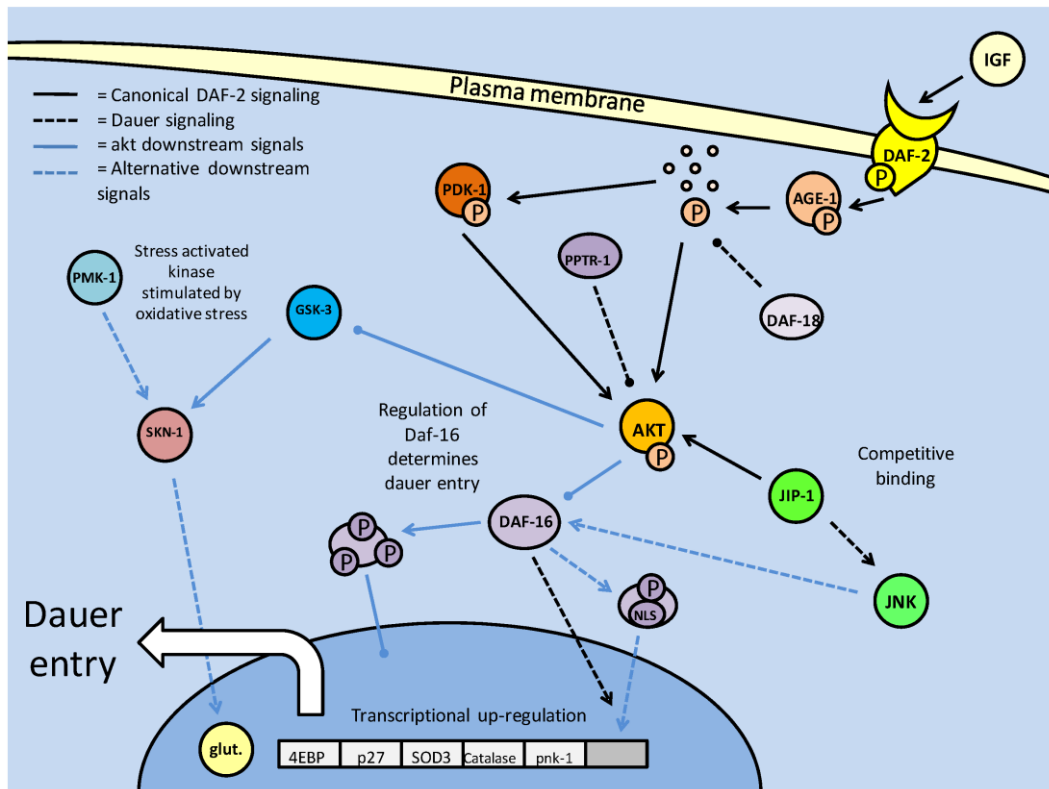 IGF
Plasma membrane
= Canonical DAF-2 signaling
= Dauer signaling
= akt downstream signals
= Alternative downstream
signals
DAF-2
P
AGE-1
P
P
PDK-1
P
PPTR-1
DAF-18
PMK-1
Stress activated
kinase
stimulated by
oxidative stress
GSK-3
SKN-1
AKT
P
Regulation of
Daf-16
determines
dauer entry
Competitive
binding
JIP-1
DAF-16
P
P
P
P
NLS
JNK
Dauer
entry
Transcriptional up-regulation
glut.
4EBP p27 SOD3 Catalase pnk-1